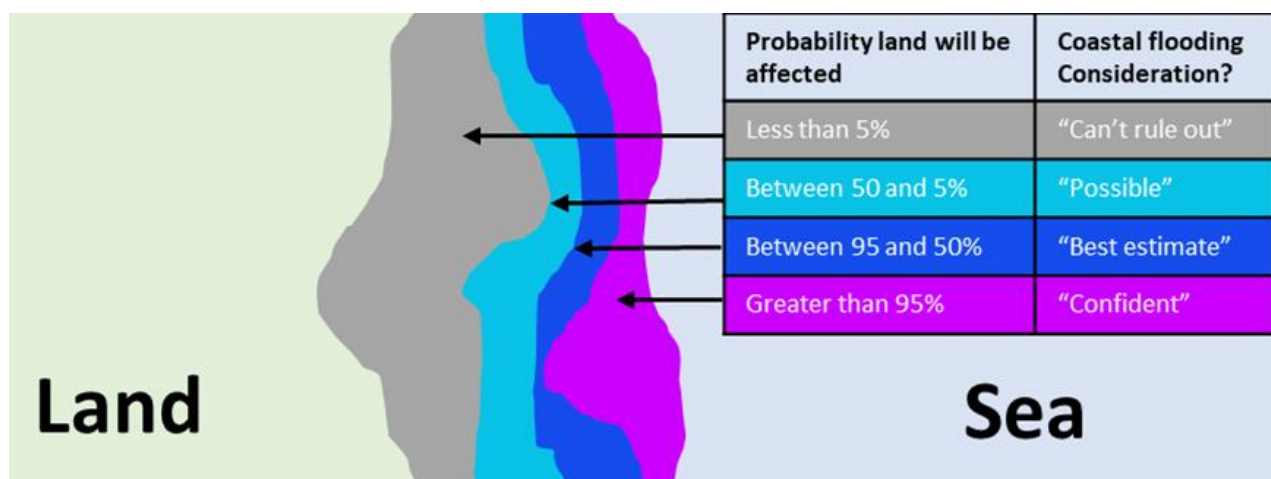 Probability land will be
affected
Coastal flooding
Consideration?
Less than 5%
“Can’t rule out”
Between 50 and 5%
“Possible”
Between 95 and 50%
“Best estimate”
Greater than 95%
“Confident”
Land
Sea